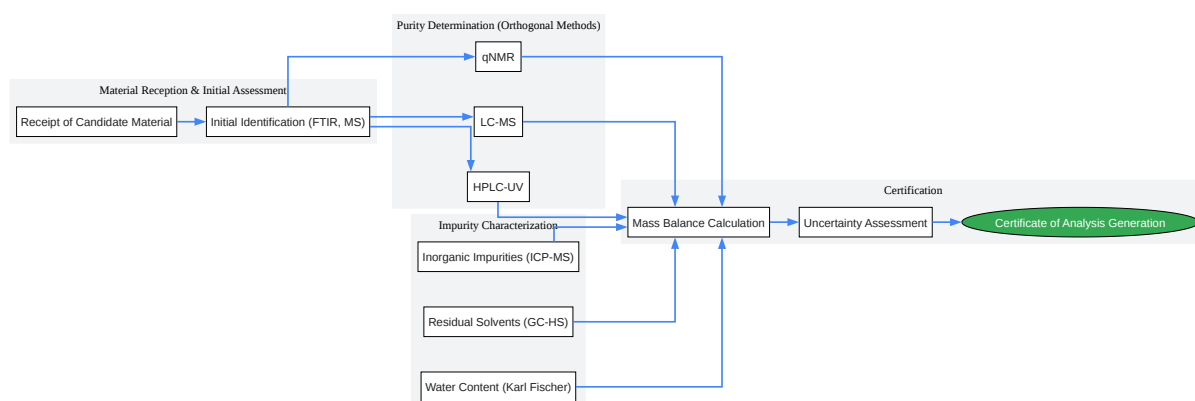 Purity Determination (Orthogonal Methods)
qNMR
Material Reception & Initial Assessment
Receipt of Candidate Material
Initial Identification (FTIR, MS)
LC-MS
HPLC-UV
Certification
Mass Balance Calculation
Uncertainty Assessment
Certificate of Analysis Generation
Impurity Characterization
Inorganic Impurities (ICP-MS)
Residual Solvents (GC-HS)
Water Content (Karl Fischer)